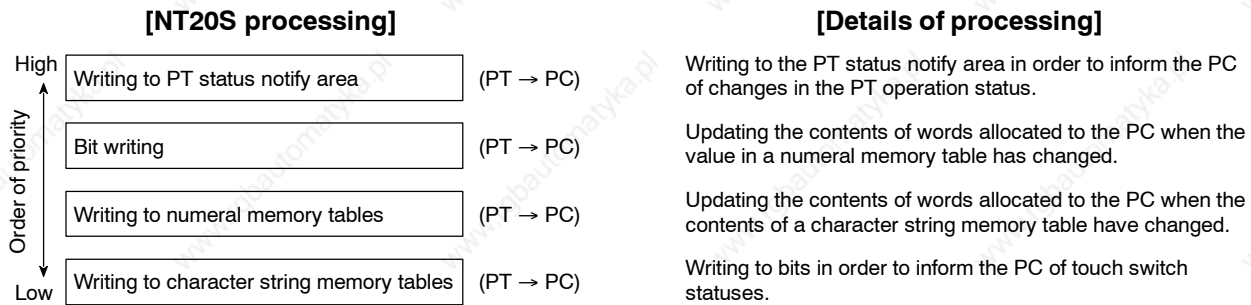 [NT20S processing] [Details of processing]
High
Writing to PT status notify area (PT → PC)
Writing to the PT status notify area in order to inform the PC
of changes in the PT operation status.
Order of priority
Bit writing (PT → PC)
Updating the contents of words allocated to the PC when the
value in a numeral memory table has changed.
Writing to numeral memory tables (PT → PC)
Updating the contents of words allocated to the PC when the
contents of a character string memory table have changed.
Low
Writing to character string memory tables (PT → PC)
Writing to bits in order to inform the PC of touch switch
statuses.